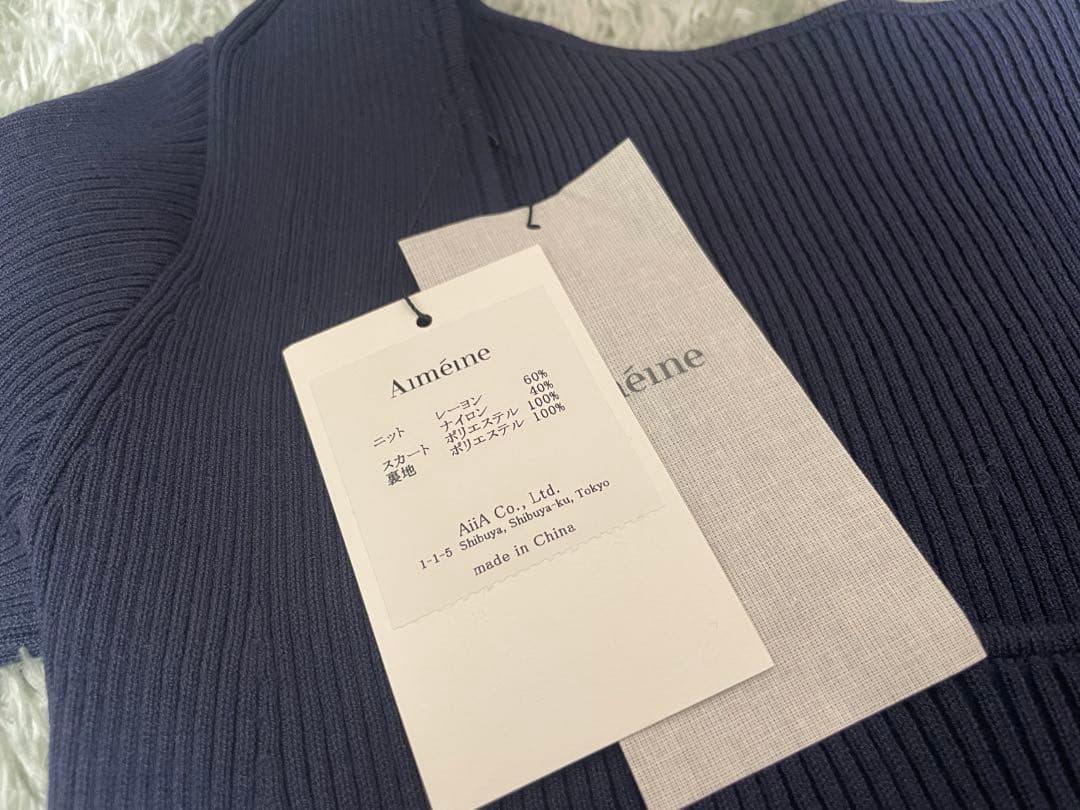 Aıméıne
ニット レーヨン 60%
ナイロン 40%
スカート ポリエステル 100%
裏地 ポリエステル 100%
AiiA Co., Ltd.
1-1-5 Shibuya, Shibuya-ku, Tokyo
made in China
éıne